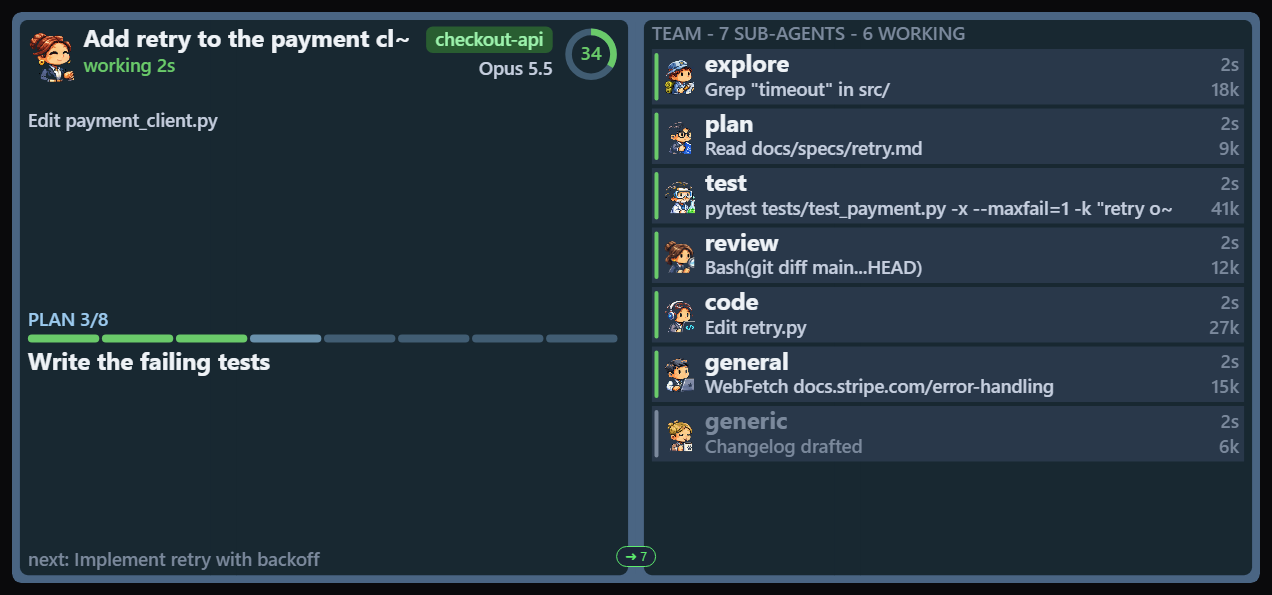 Add retry to the payment cl~
checkout-api
34
working 2s
Opus 5.5
Edit payment_client.py
PLAN 3/8
Write the failing tests
next: Implement retry with backoff
➜ 7
TEAM - 7 SUB-AGENTS - 6 WORKING
explore 2s
Grep "timeout" in src/ 18k
plan 2s
Read docs/specs/retry.md 9k
test 2s
pytest tests/test_payment.py -x --maxfail=1 -k "retry o~ 41k
review 2s
Bash(git diff main...HEAD) 12k
code 2s
Edit retry.py 27k
general 2s
WebFetch docs.stripe.com/error-handling 15k
generic 2s
Changelog drafted 6k